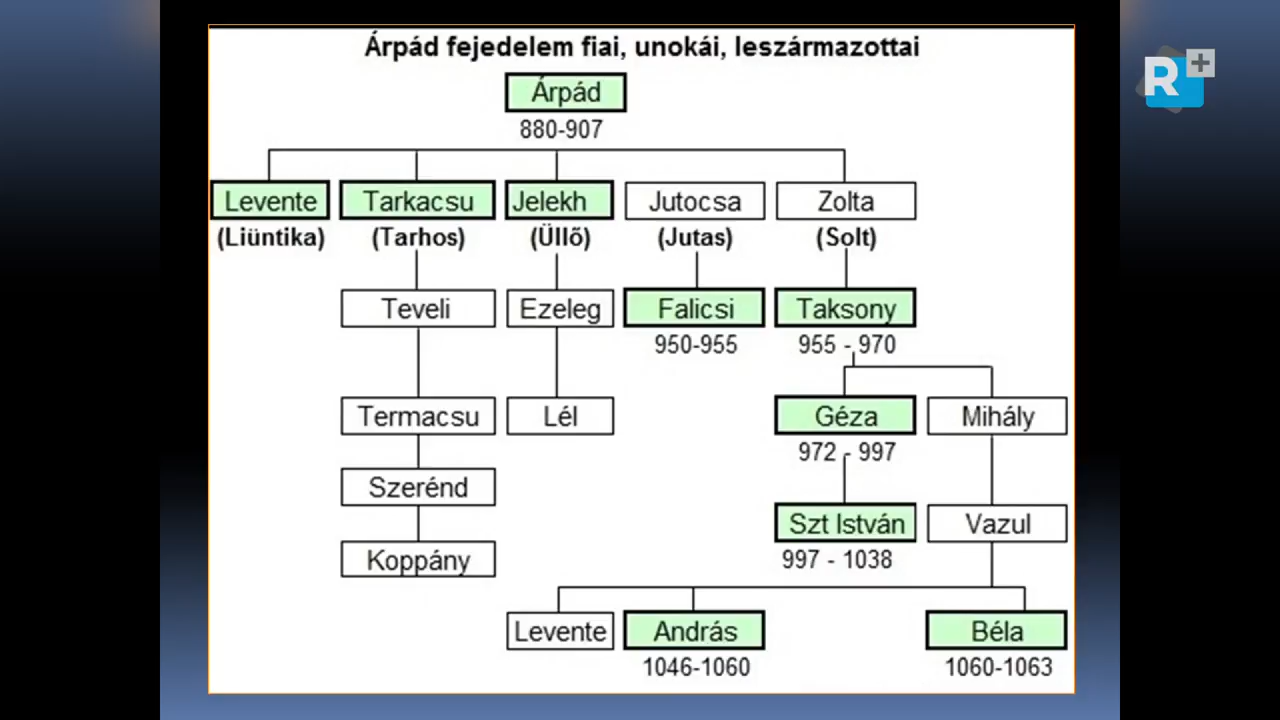 Árpád fejedelem fiai, unokái, leszármazottai
R+
Árpád
880-907
Levente Tarkacsu Jelekh Jutocsa Zolta
(Liüntika) (Tarhos) (Üllő) (Jutas) (Solt)
Teveli Ezeleg Falicsi Taksony
950-955 955 - 970
Termacsu Lél Géza Mihály
972 - 997
Szerénd
Szt István Vazul
997 - 1038
Koppány
Levente András Béla
1046-1060 1060-1063